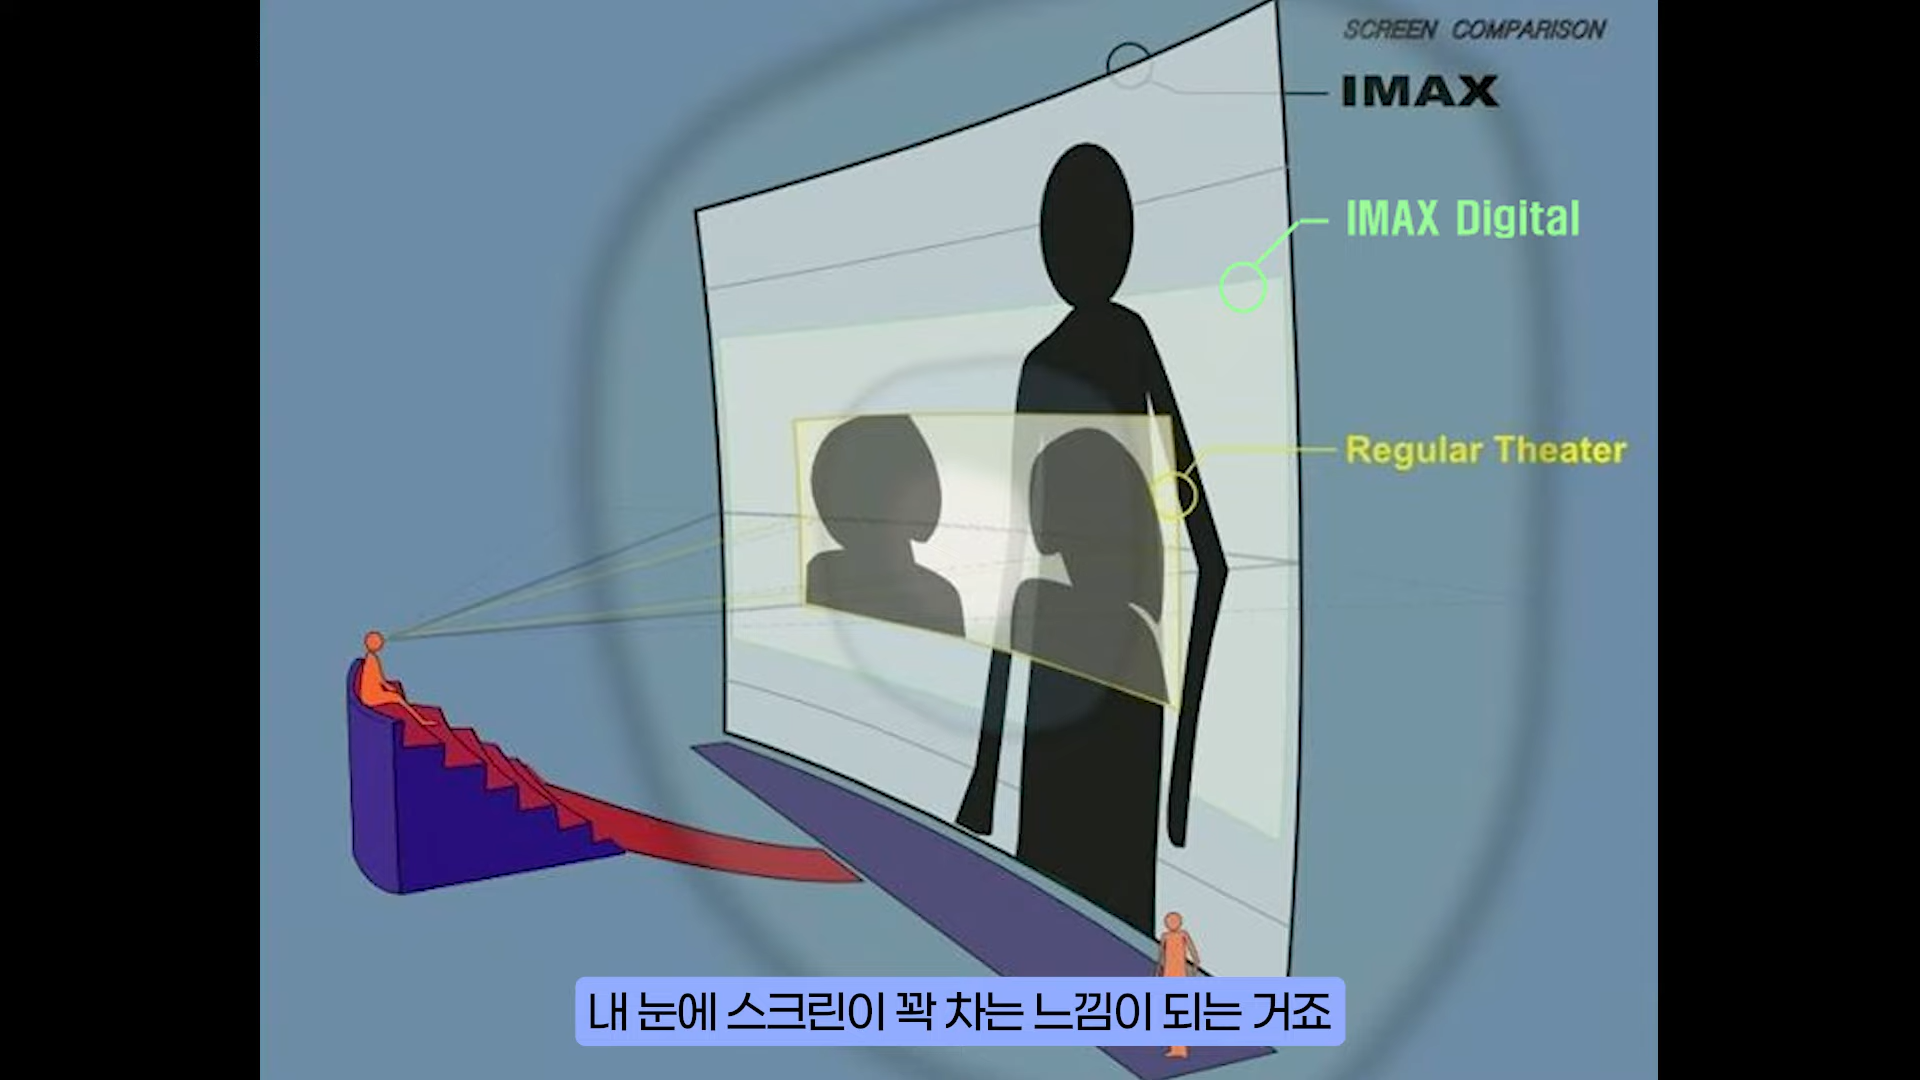 SCREEN COMPARISON
IMAX
IMAX Digital
Regular Theater
내 눈에 스크린이 꽉 차는 느낌이 되는 거죠